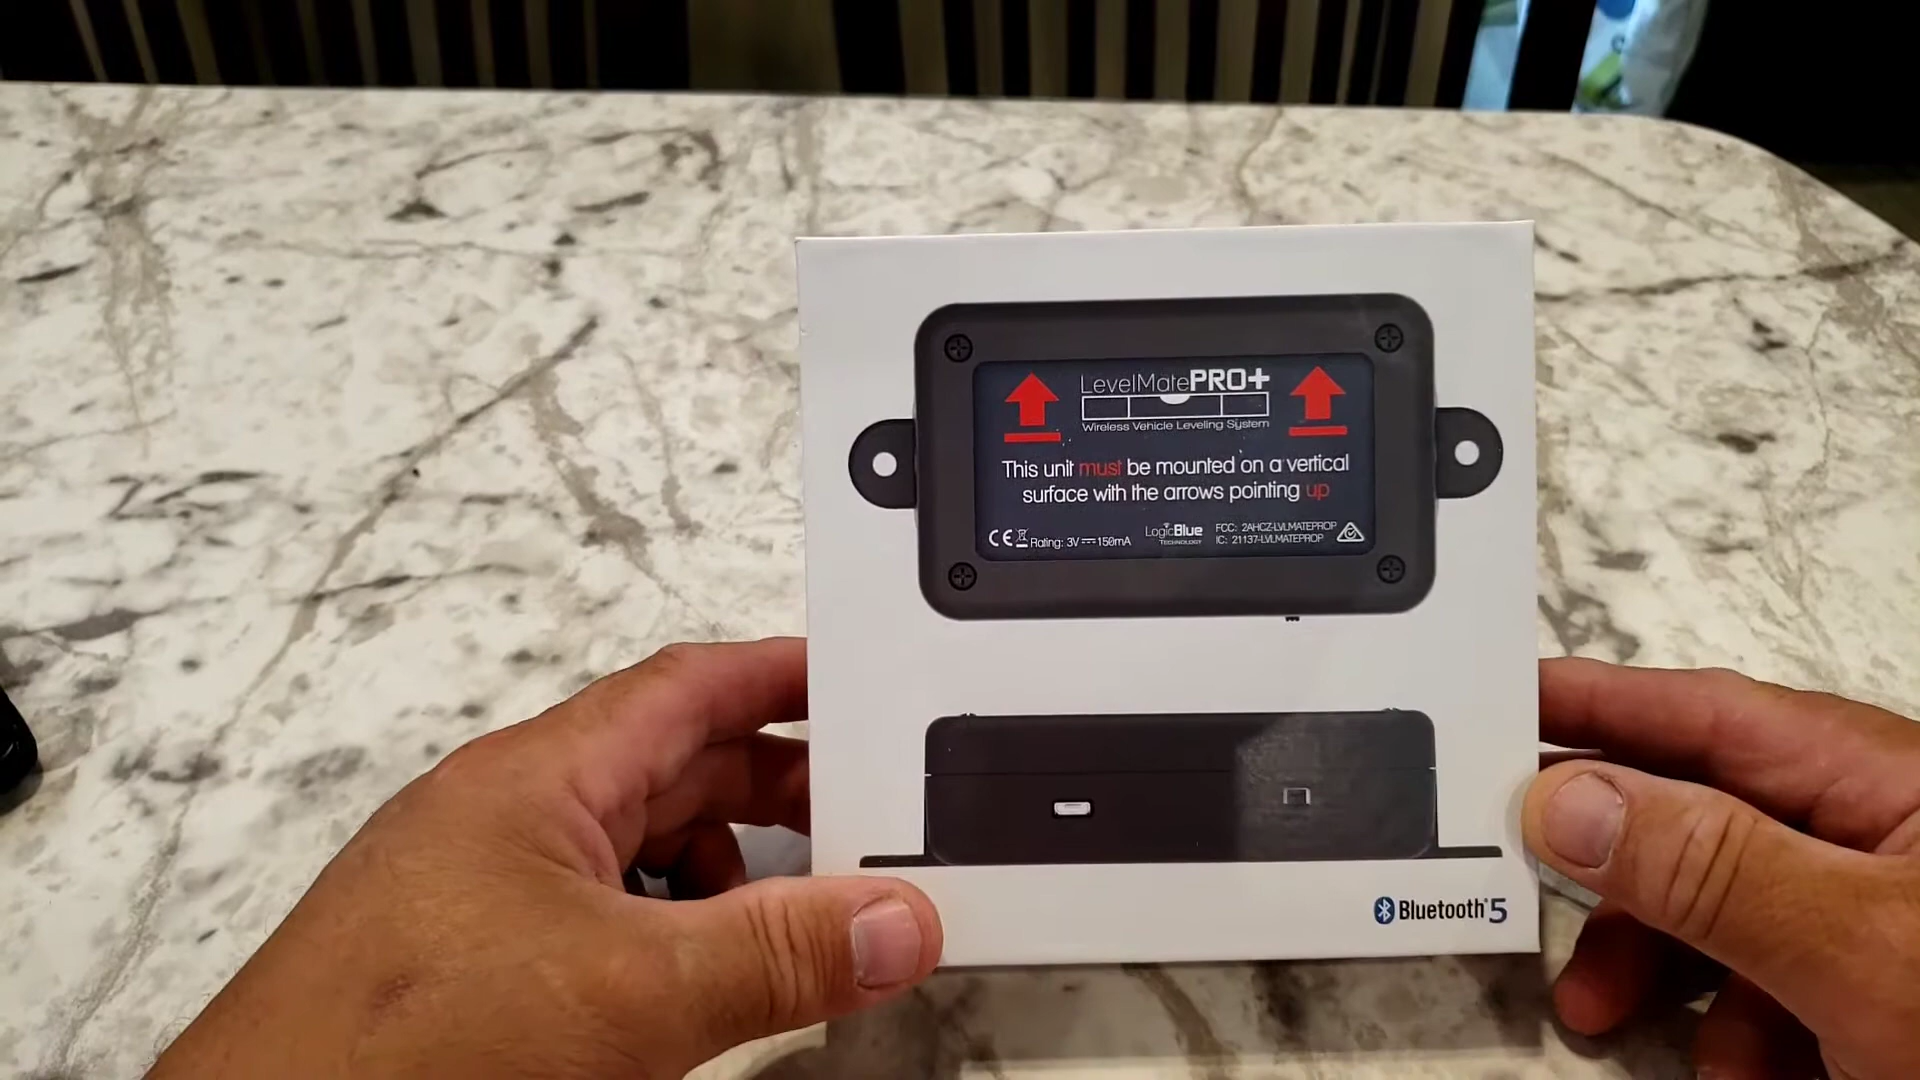 LevelMatePRO+
Wireless Vehicle Leveling System
This unit must be mounted on a vertical
surface with the arrows pointing up
CE Rating: 3V 150mA
LogicBlue
TECHNOLOGY
FCC: 2AHCZ-LVLMATEPROP
IC: 21137-LVLMATEPROP
Bluetooth® 5